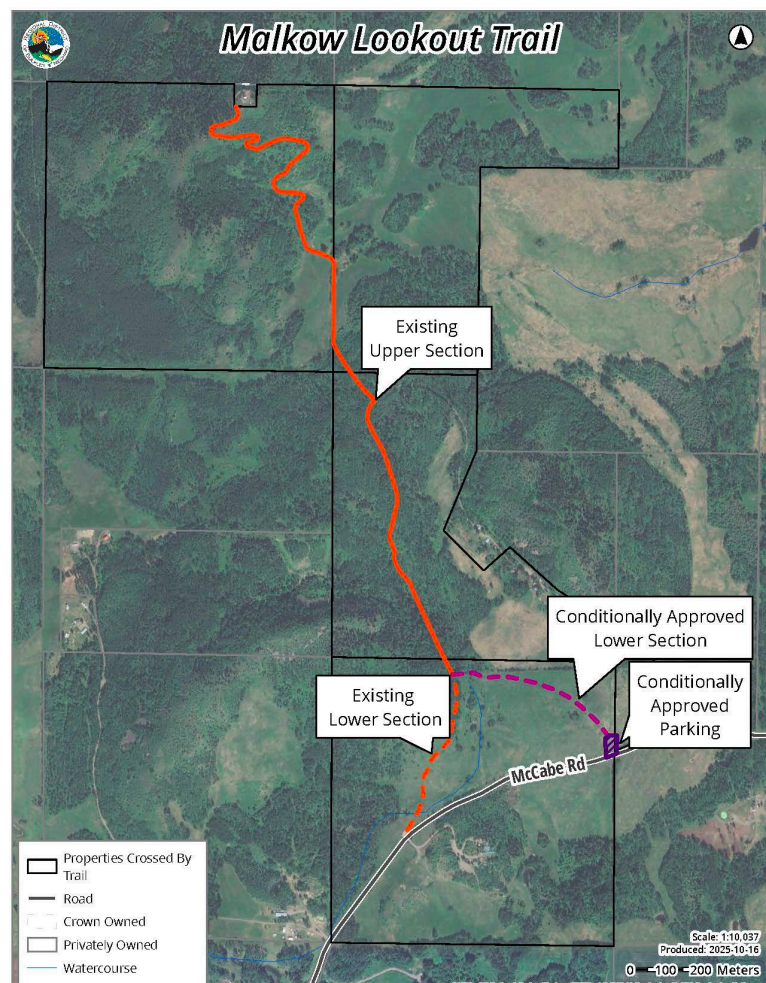 Malkow Lookout Trail
Existing
Upper Section
Conditionally Approved
Lower Section
Existing
Lower Section
Conditionally
Approved
Parking
McCabe Rd
Properties Crossed By
Trail
Road
Crown Owned
Privately Owned
Watercourse
Scale: 1:10,037
Produced: 2025-10-16
0 100 200 Meters